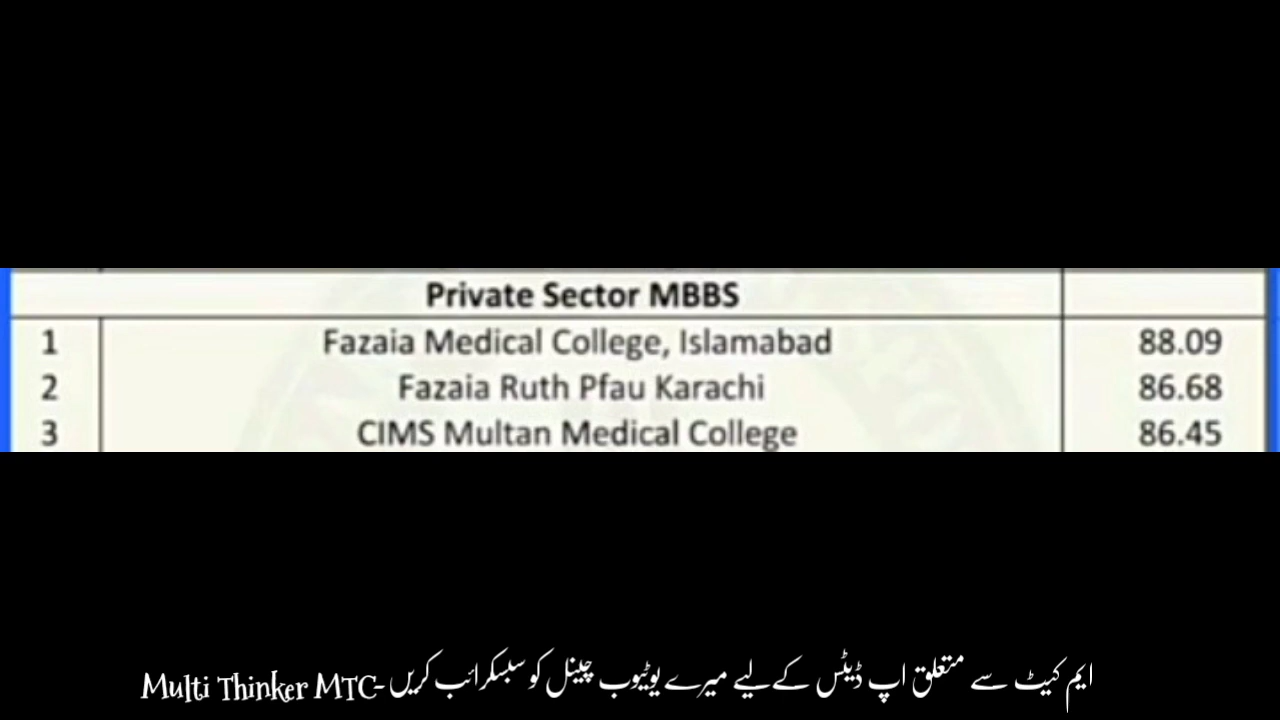 Private Sector MBBS
1 Fazaia Medical College, Islamabad 88.09
2 Fazaia Ruth Pfau Karachi 86.68
3 CIMS Multan Medical College 86.45
ایم کیٹ سے متعلق اپ ڈیٹس کےلیے میرے یوٹیوب چینل کو سبسکرائب کریں -Multi Thinker MTC